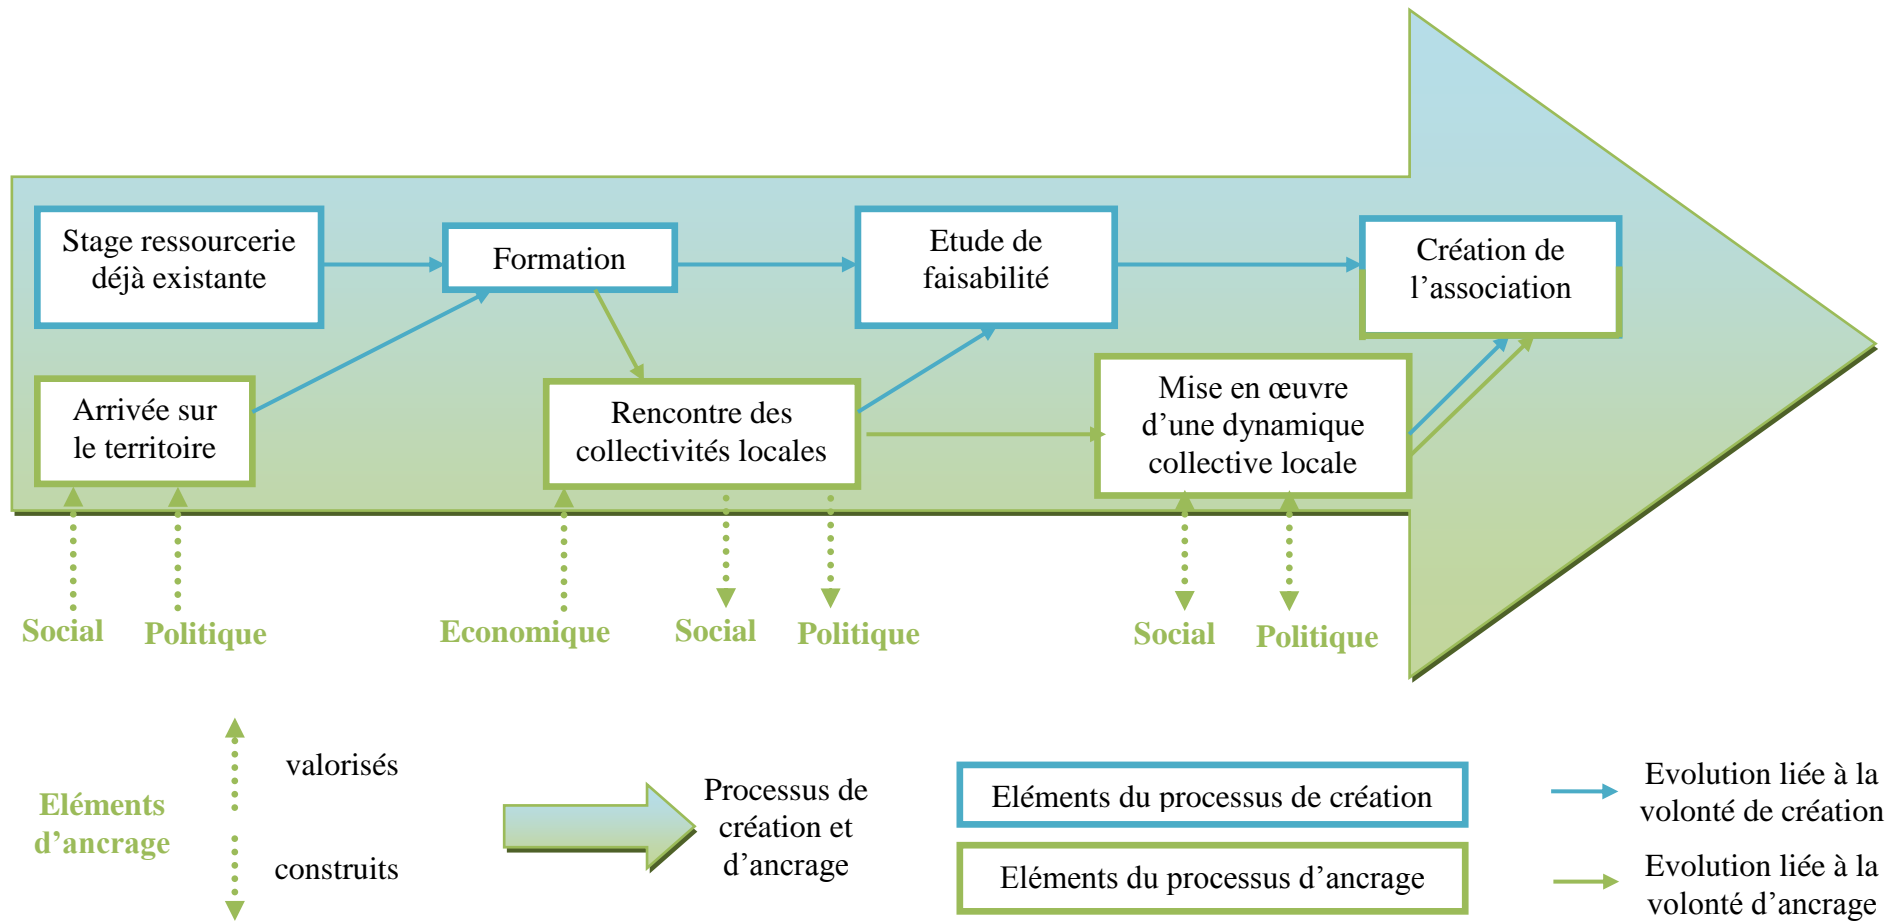 Stage ressourcerie
déjà existante
Formation
Etude de
faisabilité
Création de
l’association
Arrivée sur
le territoire
Rencontre des
collectivités locales
Mise en œuvre
d’une dynamique
collective locale
Social
Politique
Economique
Social
Politique
Social
Politique
Eléments
d’ancrage
valorisés
construits
Processus de
création et
d’ancrage
Eléments du processus de création
Eléments du processus d’ancrage
Evolution liée à la
volonté de création
Evolution liée à la
volonté d’ancrage